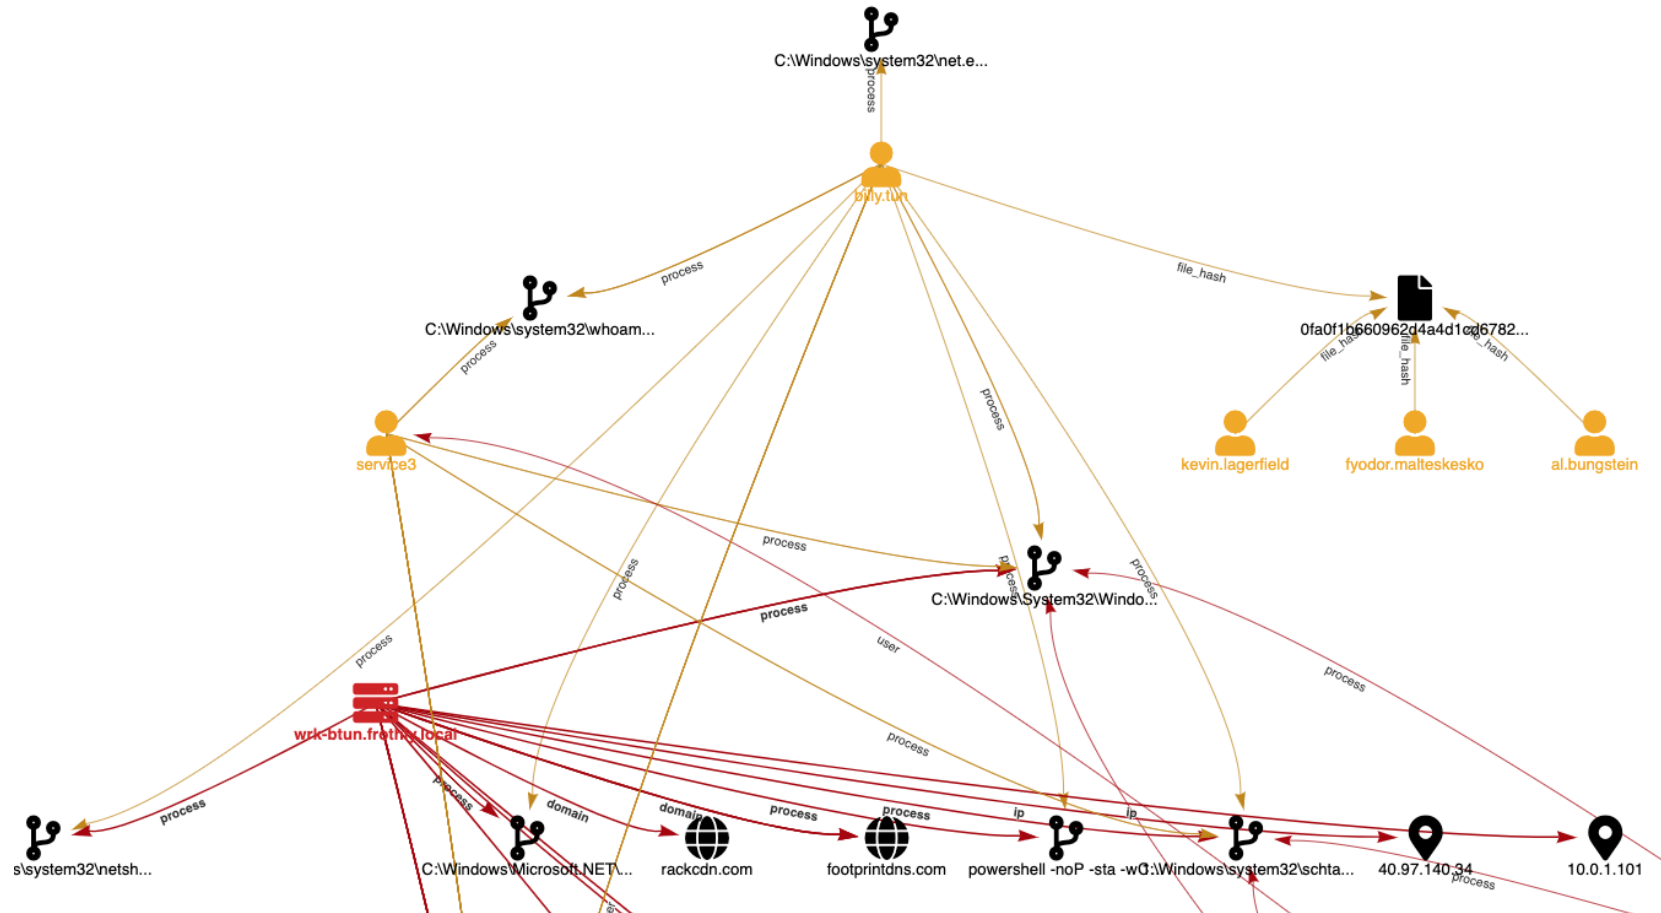 C:\Windows\system32\net.e...
process
billy.tun
process
file_hash
C:\Windows\system32\whoam...
0fa0f1b660962d4a4d1cd6782...
process
file_hash
file_hash
file_hash
process
service3
kevin.lagerfield
fyodor.malteskesko
al.bungstein
process
process
process
process
C:\Windows\System32\Windo...
process
user
process
process
wrk-btun.frothly.local
process
process
process
domain
domain
process
process
ip
ip
s\system32\netsh...
C:\Windows\Microsoft.NET\...
rackcdn.com
footprintdns.com
powershell -noP -sta -w
C:\Windows\system32\schta...
40.97.140.34
10.0.1.101
process